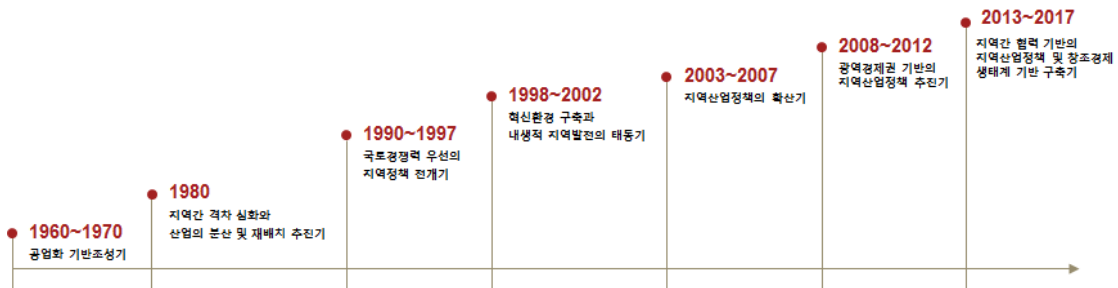 1960~1970
공업화 기반조성기
1980
지역간 격차 심화와
산업의 분산 및 재배치 추진기
1990~1997
국토경쟁력 우선의
지역정책 전개기
1998~2002
혁신환경 구축과
내생적 지역발전의 태동기
2003~2007
지역산업정책의 확산기
2008~2012
광역경제권 기반의
지역산업정책 추진기
2013~2017
지역간 협력 기반의
지역산업정책 및 창조경제
생태계 기반 구축기